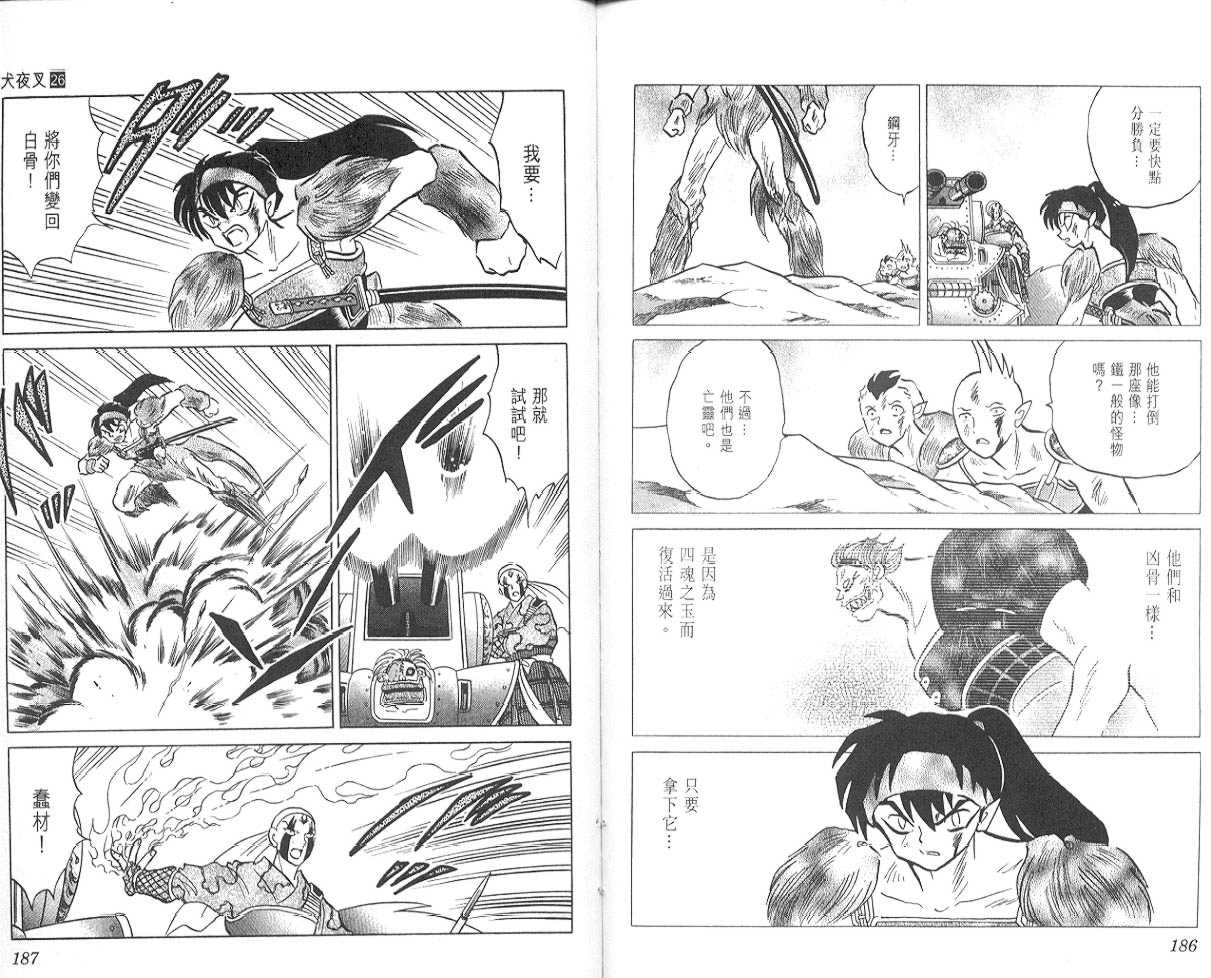 一定要快點
分勝負…
鋼牙…
他能打倒
那座像…
鐵一般的怪物
嗎？
不過…
他們也是
亡靈吧。
他們和
凶骨一樣…
是因為
四魂之玉而
復活過來。
只要
拿下它…
186
犬夜叉26
我要…
將你們變回
白骨！
那就
試試吧！
蠢材！
187